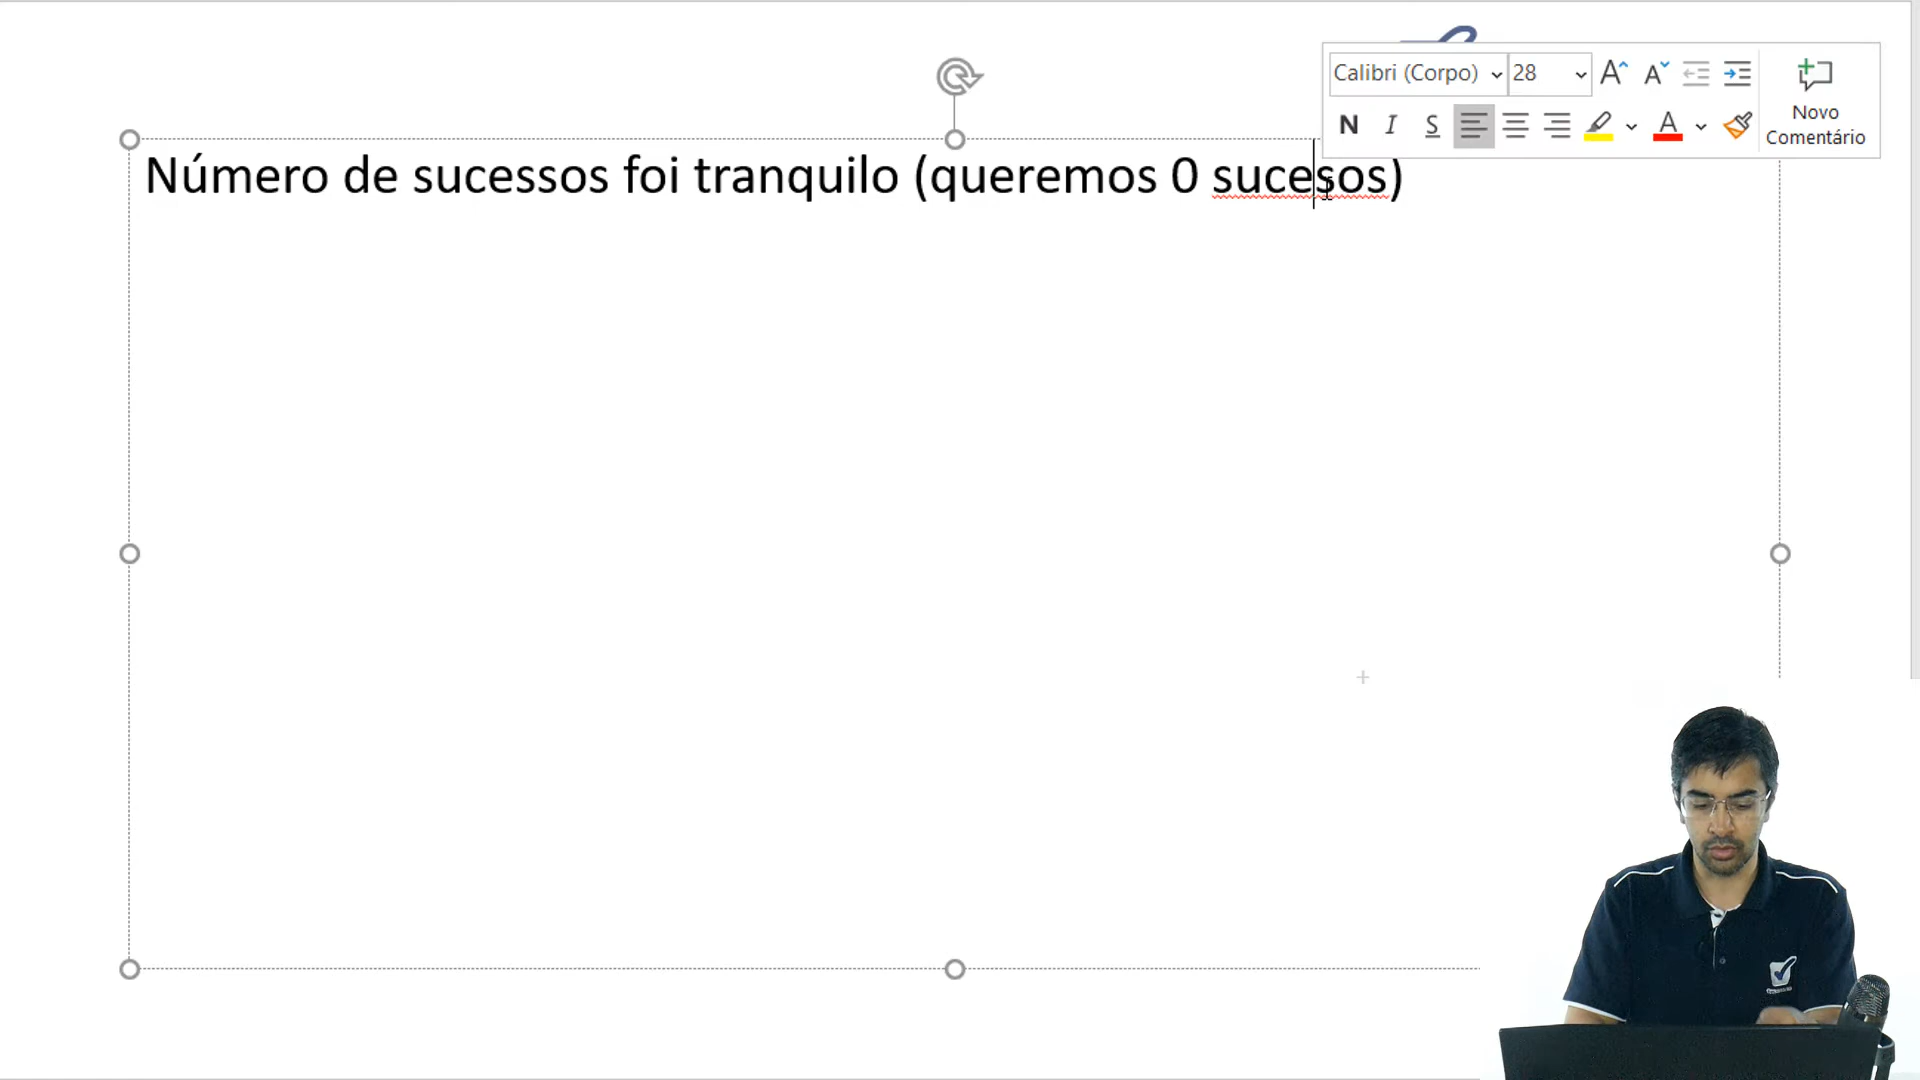 Calibri (Corpo) 28
N I S
Novo
Comentário
Número de sucessos foi tranquilo (queremos 0 sucesos)